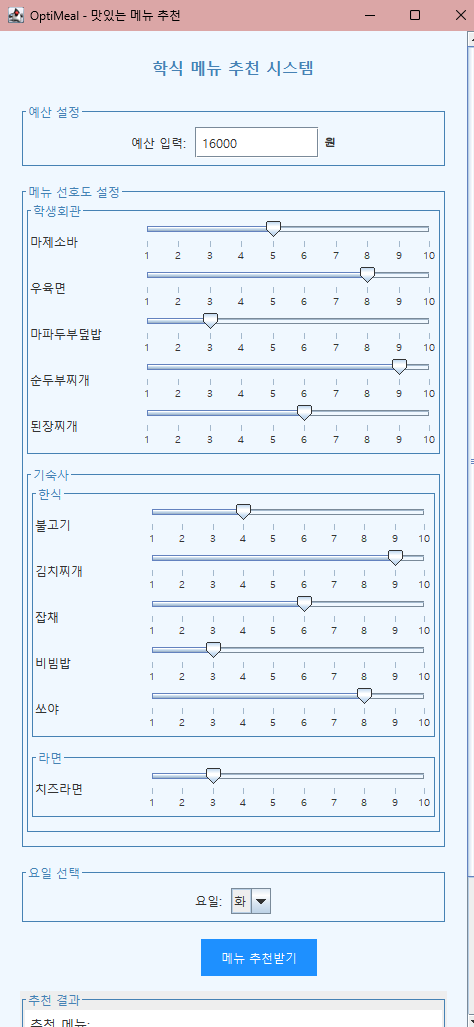 OptiMeal - 맛있는 메뉴 추천
학식 메뉴 추천 시스템
예산 설정
예산 입력: 16000 원
메뉴 선호도 설정
학생회관
마제소바
1 2 3 4 5 6 7 8 9 10
우육면
1 2 3 4 5 6 7 8 9 10
마파두부덮밥
1 2 3 4 5 6 7 8 9 10
순두부찌개
1 2 3 4 5 6 7 8 9 10
된장찌개
1 2 3 4 5 6 7 8 9 10
기숙사
한식
불고기
1 2 3 4 5 6 7 8 9 10
김치찌개
1 2 3 4 5 6 7 8 9 10
잡채
1 2 3 4 5 6 7 8 9 10
비빔밥
1 2 3 4 5 6 7 8 9 10
쏘야
1 2 3 4 5 6 7 8 9 10
라면
치즈라면
1 2 3 4 5 6 7 8 9 10
요일 선택
요일: 화
메뉴 추천받기
추천 결과
추천 메뉴: